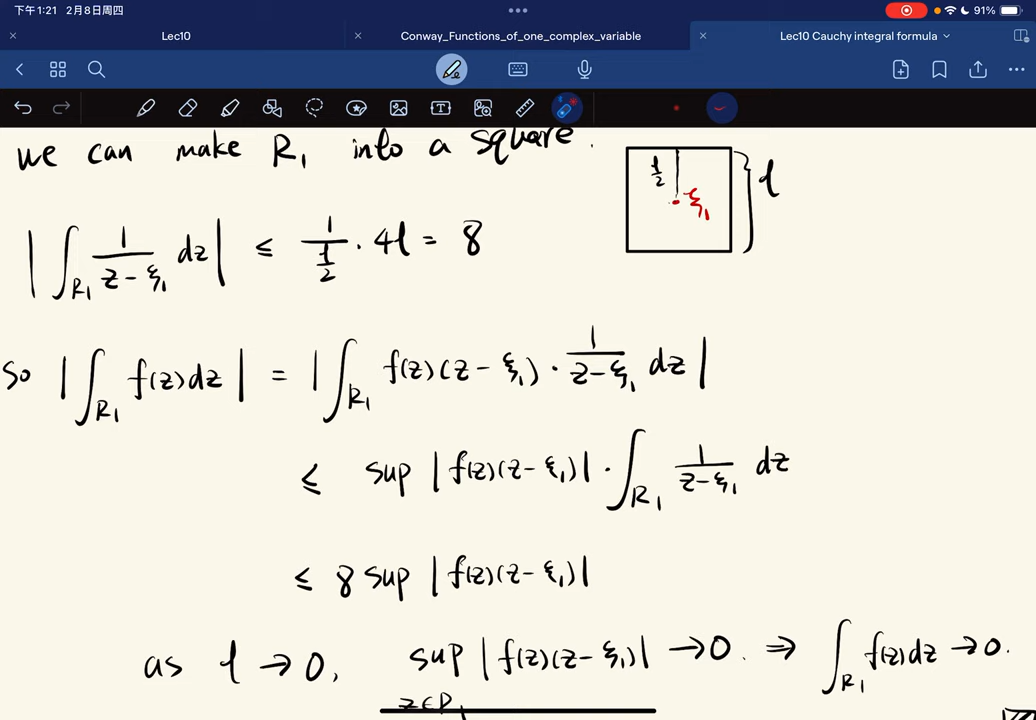 下午1:21 2月8日周四
91%
Lec10
Conway_Functions_of_one_complex_variable
Lec10 Cauchy integral formula
we can make R₁ into a square.
l/2
ξ₁
l
|∫_{R₁} 1/(z-ξ₁) dz| ≤ 1/(l/2) · 4l = 8
So |∫_{R₁} f(z)dz| = |∫_{R₁} f(z)(z-ξ₁) · 1/(z-ξ₁) dz|
≤ sup |f(z)(z-ξ₁)| · ∫_{R₁} 1/(z-ξ₁) dz
≤ 8 sup |f(z)(z-ξ₁)|
as l → 0, sup |f(z)(z-ξ₁)| → 0. ⇒ ∫_{R₁} f(z)dz → 0.